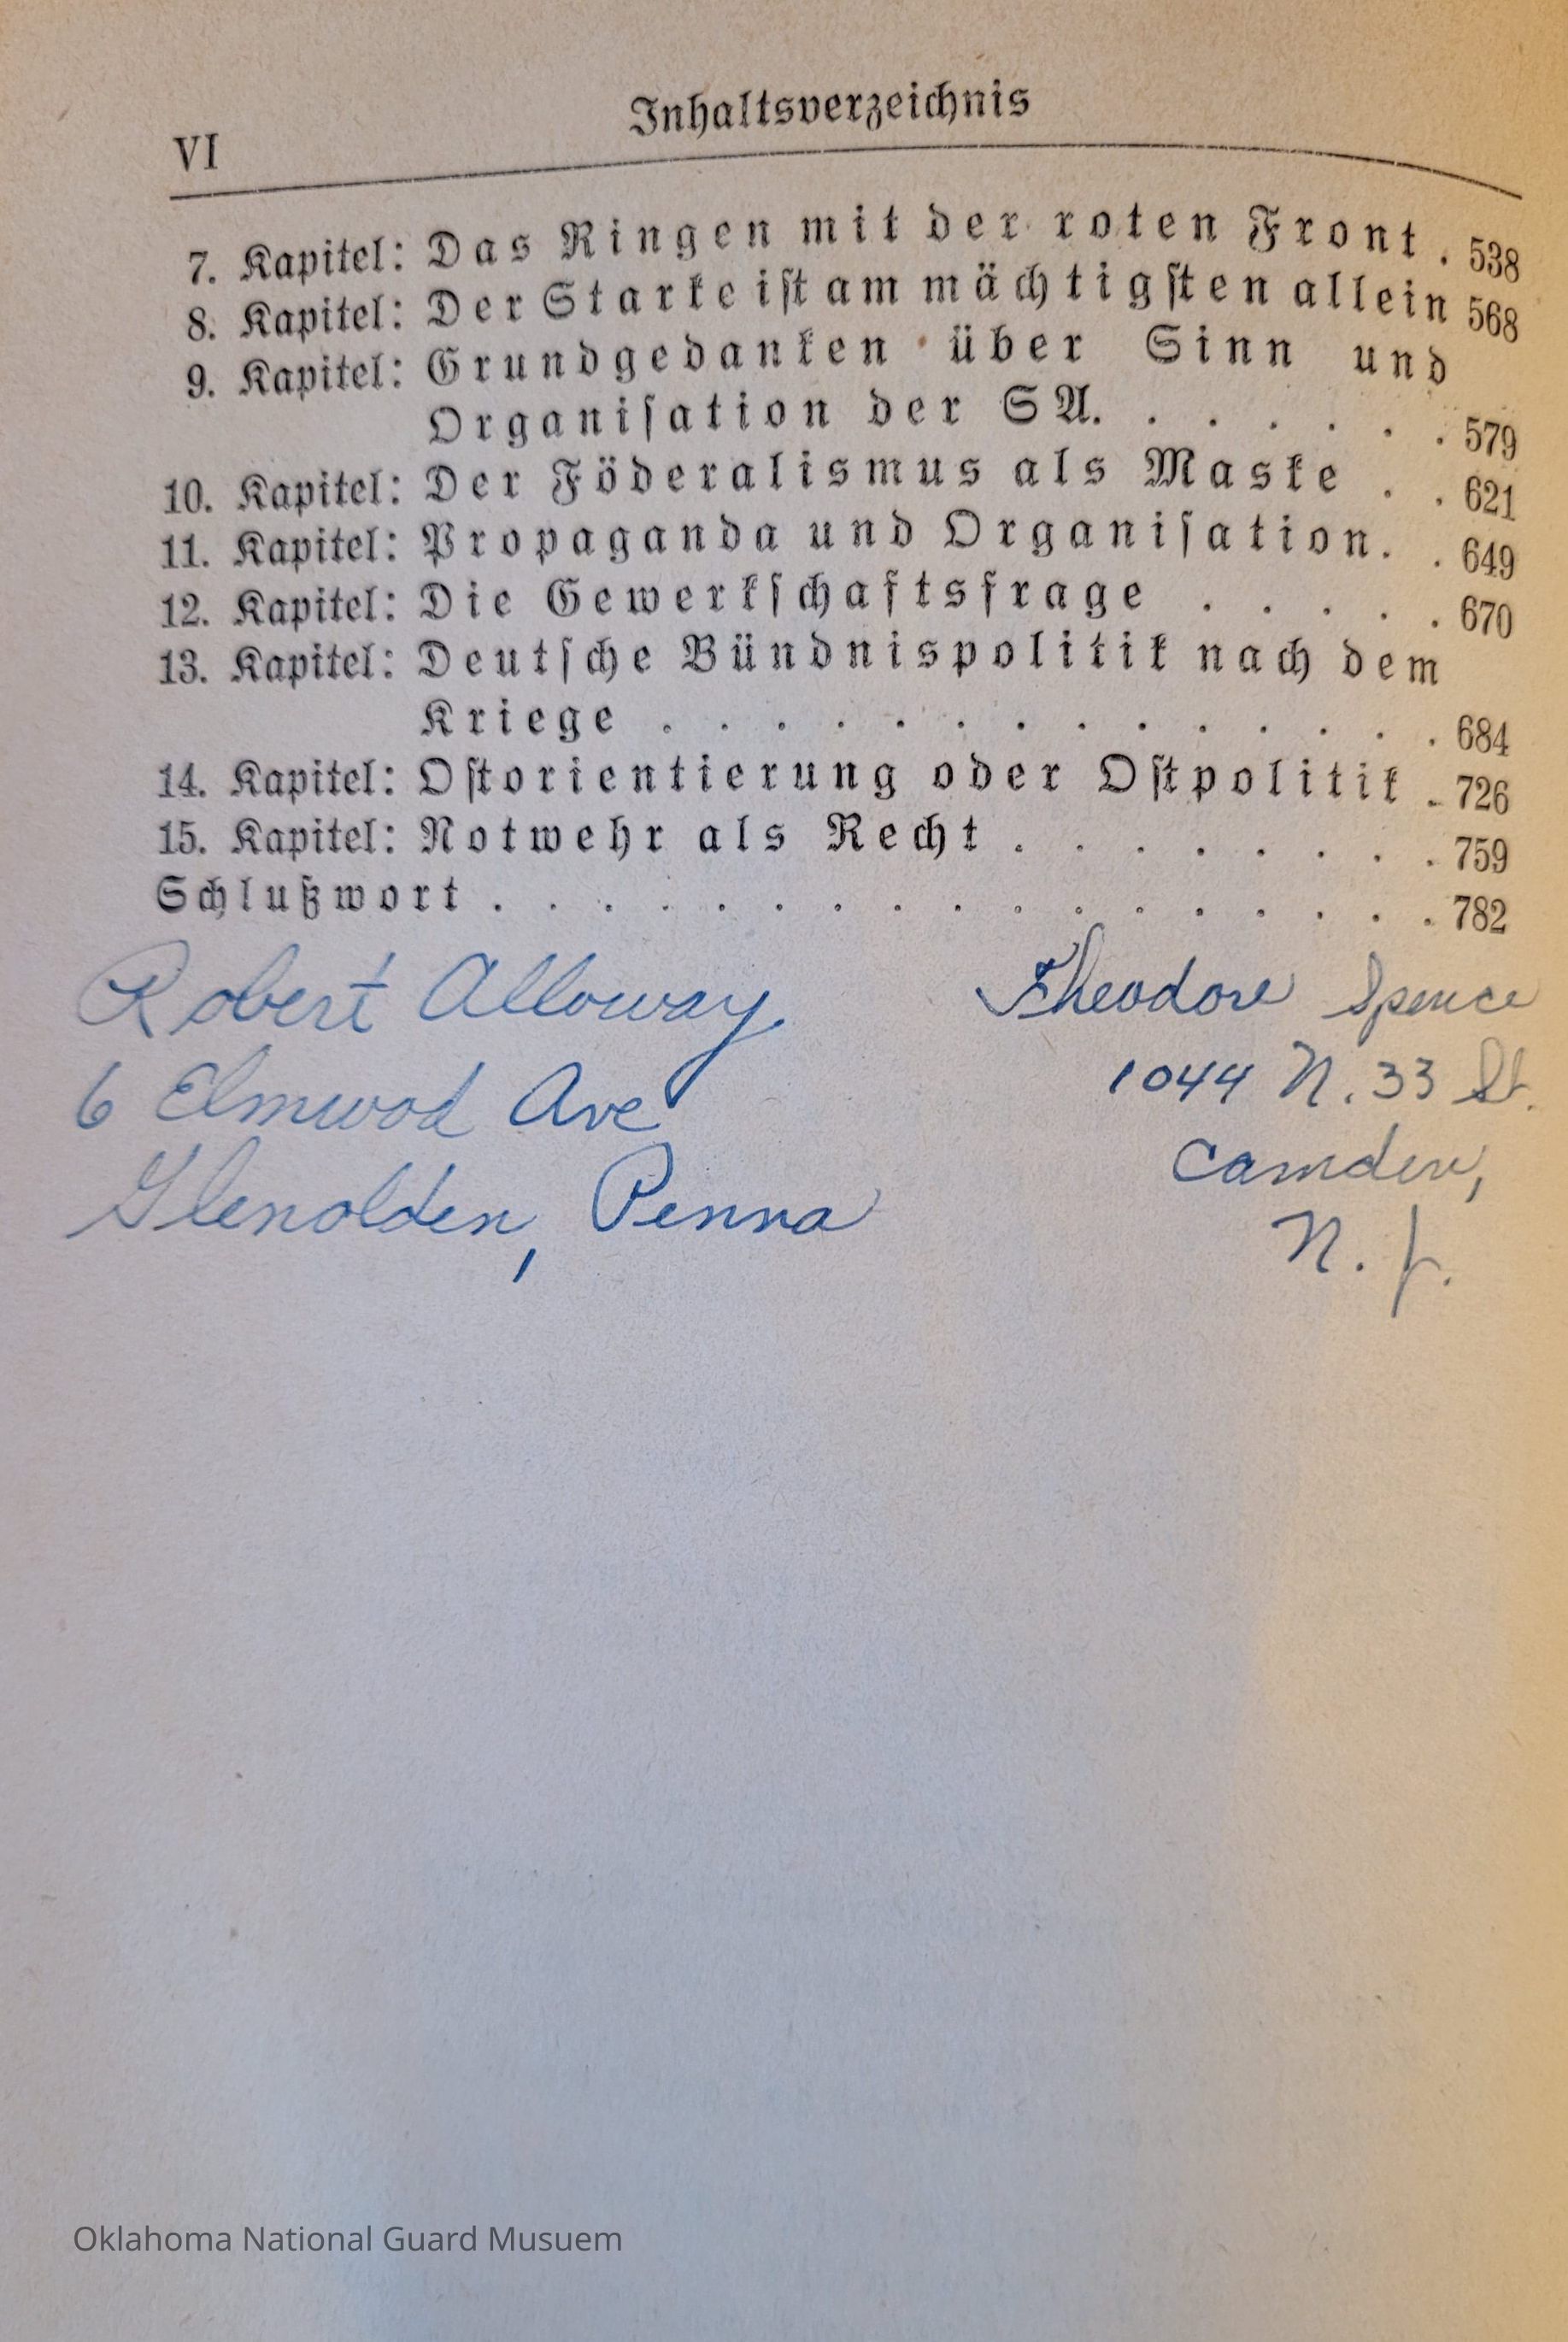 VI
Inhaltsverzeichnis
7. Kapitel: Das Ringen mit der roten Front . 538
8. Kapitel: Der Starke iſt am mächtigſten allein 568
9. Kapitel: Grundgedanken über Sinn und
Organiſation der SA. . . . . . . 579
10. Kapitel: Der Föderalismus als Maske . . 621
11. Kapitel: Propaganda und Organiſation. . 649
12. Kapitel: Die Gewerkſchaftsfrage . . . . . 670
13. Kapitel: Deutſche Bündnispolitik nach dem
Kriege . . . . . . . . . . . . . . 684
14. Kapitel: Oſtorientierung oder Oſtpolitik . 726
15. Kapitel: Notwehr als Recht . . . . . . . . 759
Schlußwort . . . . . . . . . . . . . . . . . 782
Robert Alloway
6 Elmwood Ave
Glenolden, Penna
Theodore Spence
1044 N. 33 St.
Camden,
N. J.
Oklahoma National Guard Musuem